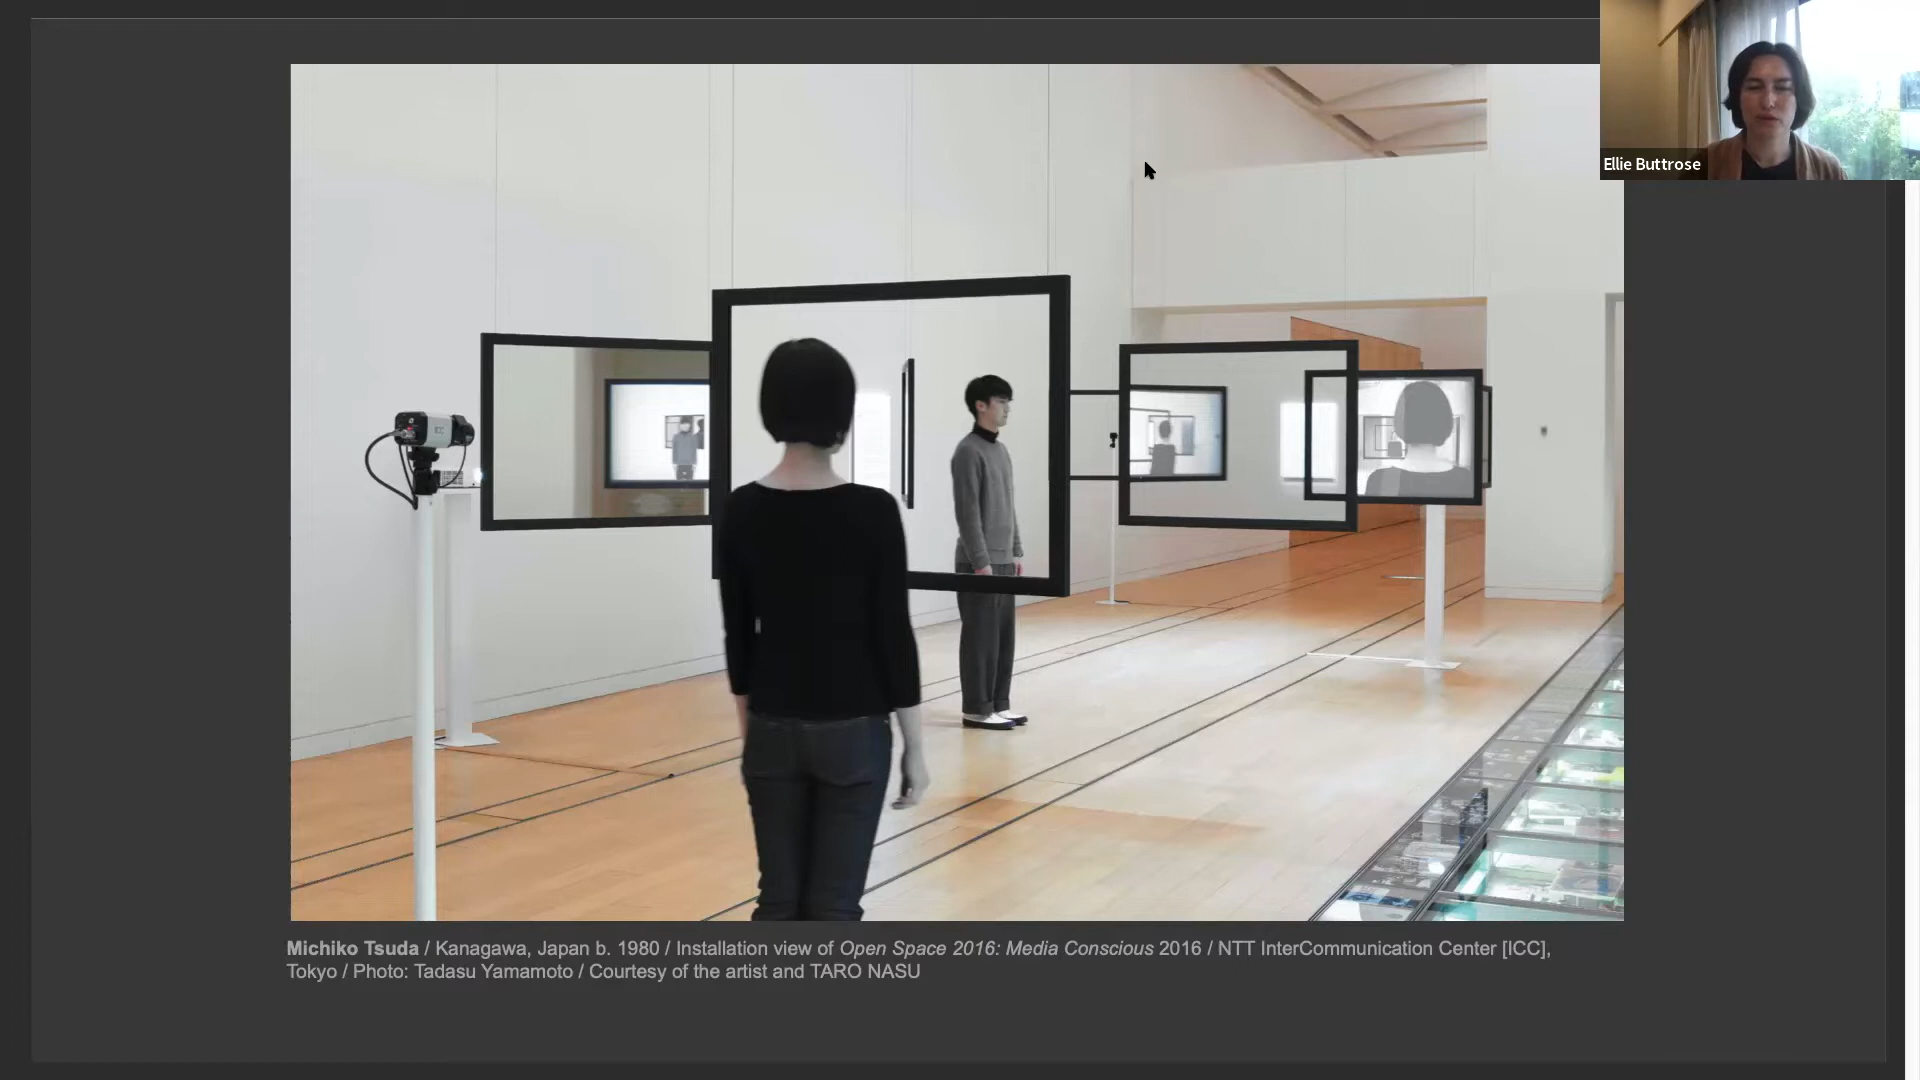 Ellie Buttrose
Michiko Tsuda / Kanagawa, Japan b. 1980 / Installation view of Open Space 2016: Media Conscious 2016 / NTT InterCommunication Center [ICC],
Tokyo / Photo: Tadasu Yamamoto / Courtesy of the artist and TARO NASU